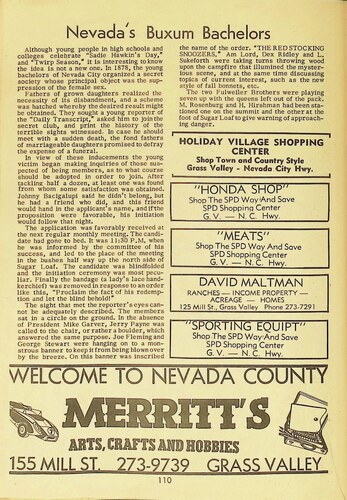 Nevada's Buxum Bachelors
Although young people in high schools and
colleges celebrate "Sadie Hawkin's Day,"
and "Twirp Season," it is interesting to know
the idea is not a new one. In 1878, the young
bachelors of Nevada City organized a secret
society whose principal object was the sup-
pression of the female sex.
Fathers of grown daughters realized the
necessity of its disbandment, and a scheme
was hatched whereby the desired result might
be obtained. They sought a young reporter of
the "Daily Transcript," asked him to join the
secret club, and print the history of the
terrible sights witnessed. In case he should
meet with a sudden death, the fond fathers
of marriageable daughters promised to defray
the expense of a funeral.
In view of these inducements the young
victim began making inquiries of those sus-
pected of being members, as to what course
should be adopted in order to join. After
tackling half a dozen, at least one was found
from whom some satisfaction was obtained.
Johnny Bacigalupi said he didn't belong, but
he had a friend who did, and this friend
would hand in the applicant's name, and if the
proposition were favorable, his initiation
would follow that night.
The application was favorably received at
the next regular monthly meeting. The candi-
date had gone to bed. It was 11:30 P.M, when
he was informed by the committee of his
success, and led to the place of meeting in
the bushes half way up the north side of
Sugar Loaf. The candidate was blindfolded
and the initiation ceremony was most pecu-
liar. Finally the bandage (a Lady's lace hand-
kerchief) was removed in response to an order
like this, "Proclaim the fact of his redemp-
tion and let the blind behold!"
The sight that met the reporter's eyes can-
not be adequately described. The members
sat in a circle on the ground. In the absence
of President Mike Garver, Jerry Payne was
called to the chair, or rather a boulder, which
answered the same purpose. Joe Fleming and
George Stewart were hanging on to a mon-
strous banner to keep it from being blown over
by the breeze. On this banner was inscribed
the name of the order. "THE RED STOCKING
SNOOZERS," Am Lord, Dex Ridley and L.
Sukeforth were taking turns throwing wood
upon the campfire that illumined the myster-
ious scene, and at the same time discussing
topics of current interest, such as the new
style of fall bonnets, etc.
The two Fulweiler Brothers were playing
seven up with the queens left out of the pack.
M. Rosenburg and H. Hirshman had been sta-
tioned one on the summit and the other at the
foot of Sugar Loaf to give warning of approach-
ing danger.
HOLIDAY VILLAGE SHOPPING
CENTER
Shop Town and Country Style
Grass Valley - Nevada City Hwy.
"HONDA SHOP"
Shop The SPD Way And Save
SPD Shopping Center
G. V. — N. C. Hwy.
"MEATS"
Shop The SPD Way And Save
SPD Shopping Center
G. V. — N. C. Hwy.
DAVID MALTMAN
RANCHES — INCOME PROPERTY —
ACREAGE - HOMES
125 Mill St., Grass Valley Phone 273-7291
"SPORTING EQUIPT"
Shop The SPD Way And Save
SPD Shopping Center
G. V. — N. C. Hwy.
WELCOME TO NEVADA COUNTY
MERRITT'S
ARTS, CRAFTS AND HOBBIES
155 MILL ST. 273-9739 GRASS VALLEY
110